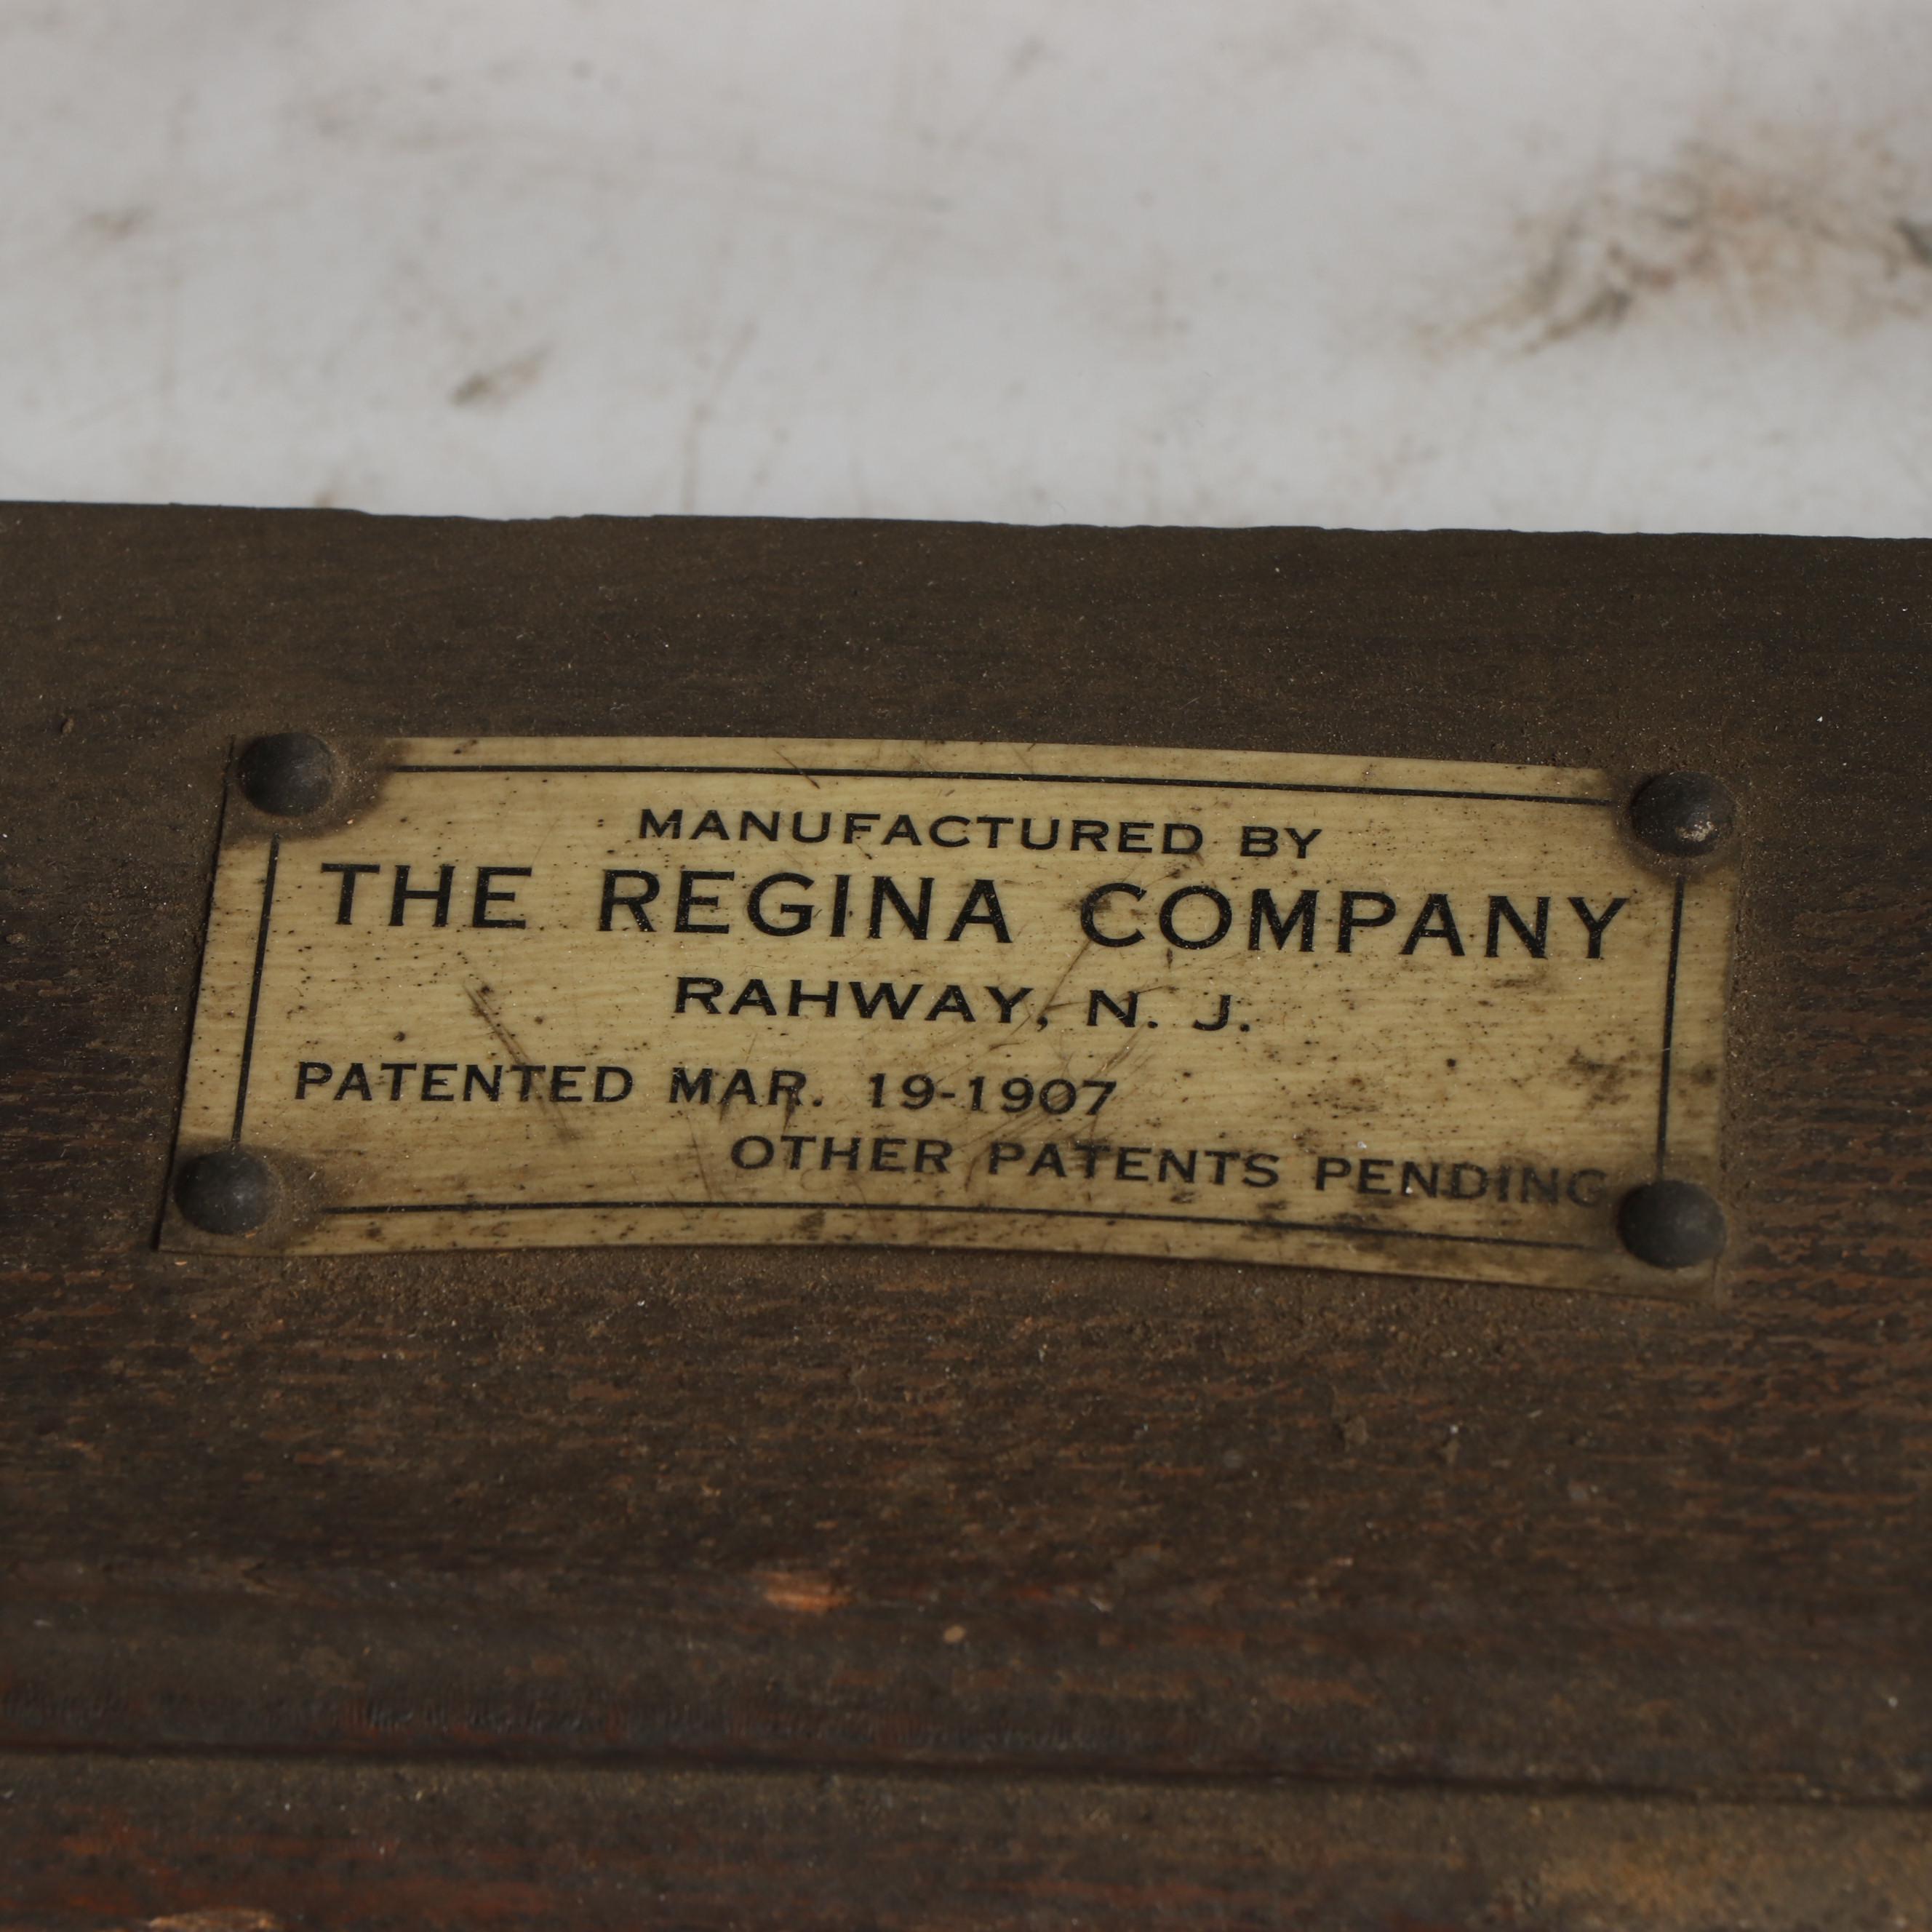 MANUFACTURED BY
THE REGINA COMPANY
RAHWAY, N. J.
PATENTED MAR. 19-1907
OTHER PATENTS PENDING